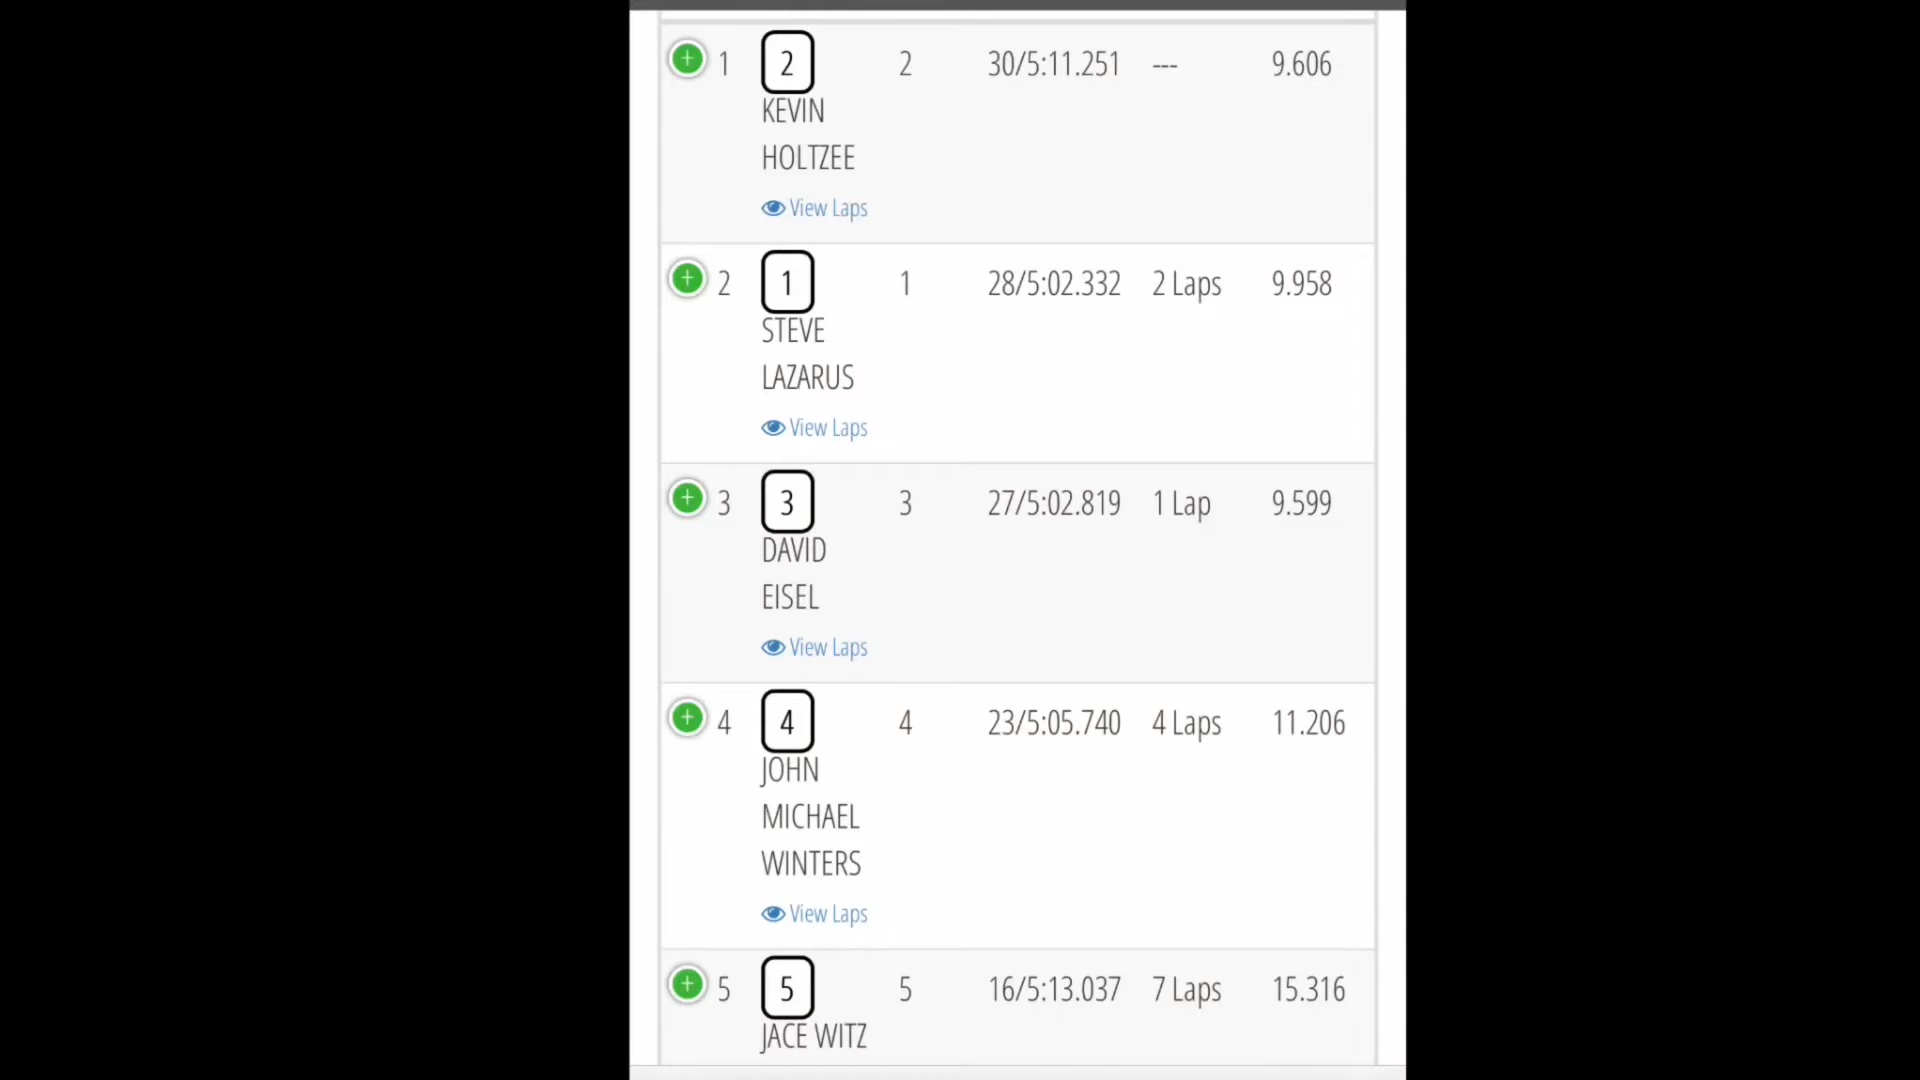 1 2 2 30/5:11.251 --- 9.606
KEVIN
HOLTZEE
View Laps
2 1 1 28/5:02.332 2 Laps 9.958
STEVE
LAZARUS
View Laps
3 3 3 27/5:02.819 1 Lap 9.599
DAVID
EISEL
View Laps
4 4 4 23/5:05.740 4 Laps 11.206
JOHN
MICHAEL
WINTERS
View Laps
5 5 5 16/5:13.037 7 Laps 15.316
JACE WITZ